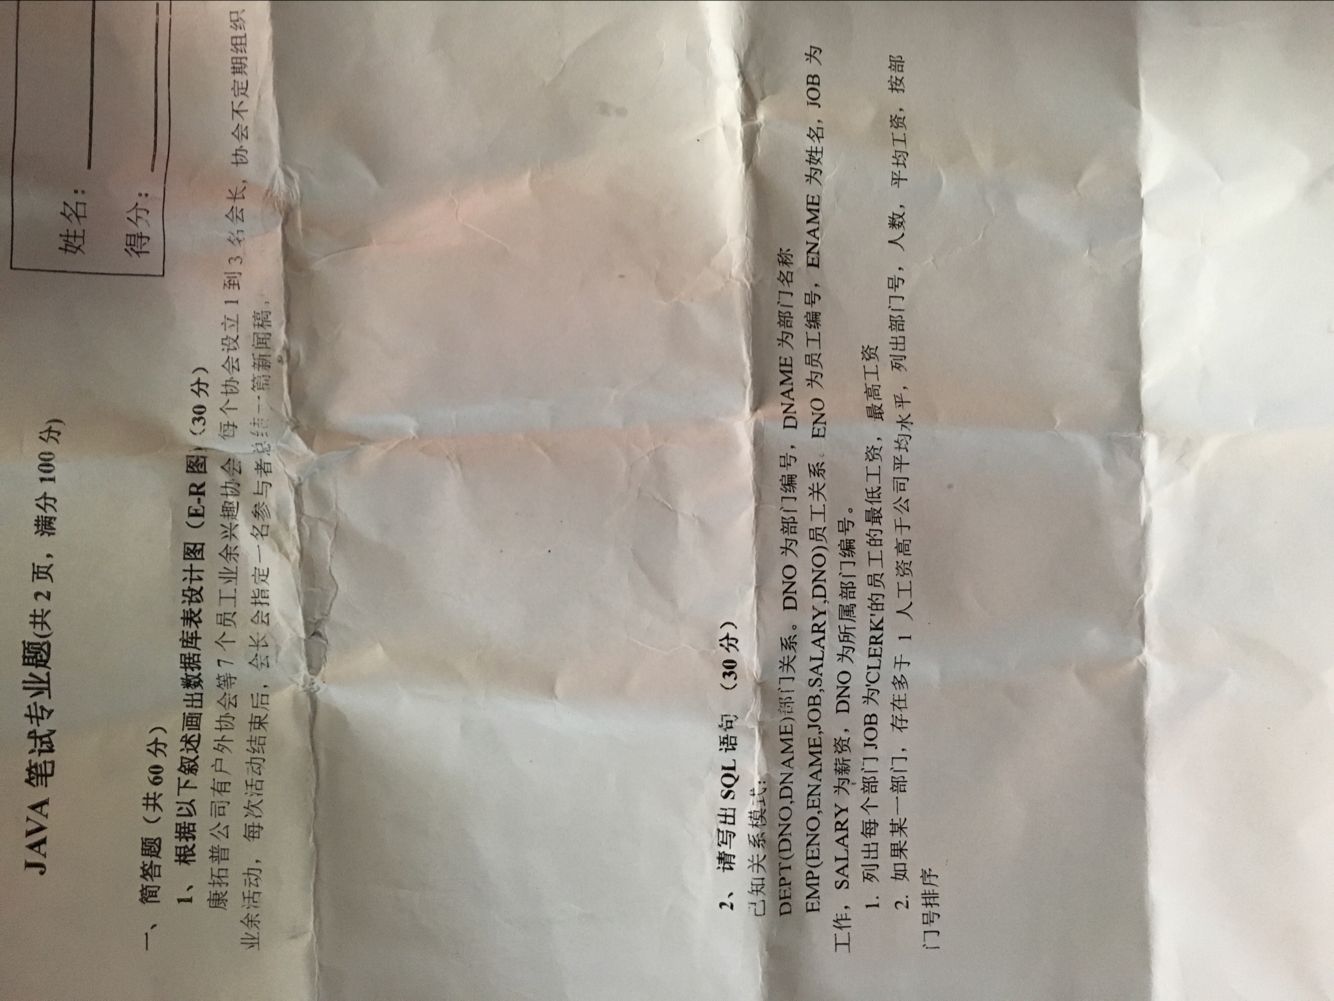 JAVA 笔试专业题(共 2 页，满分 100 分)
姓名：
得分：
一、 简答题（共 60 分）
1、 根据以下叙述画出数据库表设计图（E-R 图）（30 分）
康拓普公司有户外协会等 7 个员工业余兴趣协会 每个协会设立 1 到 3 名会长, 协会不定期组织
业余活动，每次活动结束后，会长会指定一名参与者总结一篇新闻稿。
2、 请写出 SQL 语句 （30 分）
已知关系模式：
DEPT(DNO,DNAME)部门关系。DNO 为部门编号，DNAME 为部门名称
EMP(ENO,ENAME,JOB,SALARY,DNO)员工关系。ENO 为员工编号，ENAME 为姓名，JOB 为
工作，SALARY 为薪资，DNO 为所属部门编号。
1. 列出每个部门 JOB 为'CLERK'的员工的最低工资，最高工资
2. 如果某一部门，存在多于 1 人工资高于公司平均水平，列出部门号，人数，平均工资，按部
门号排序